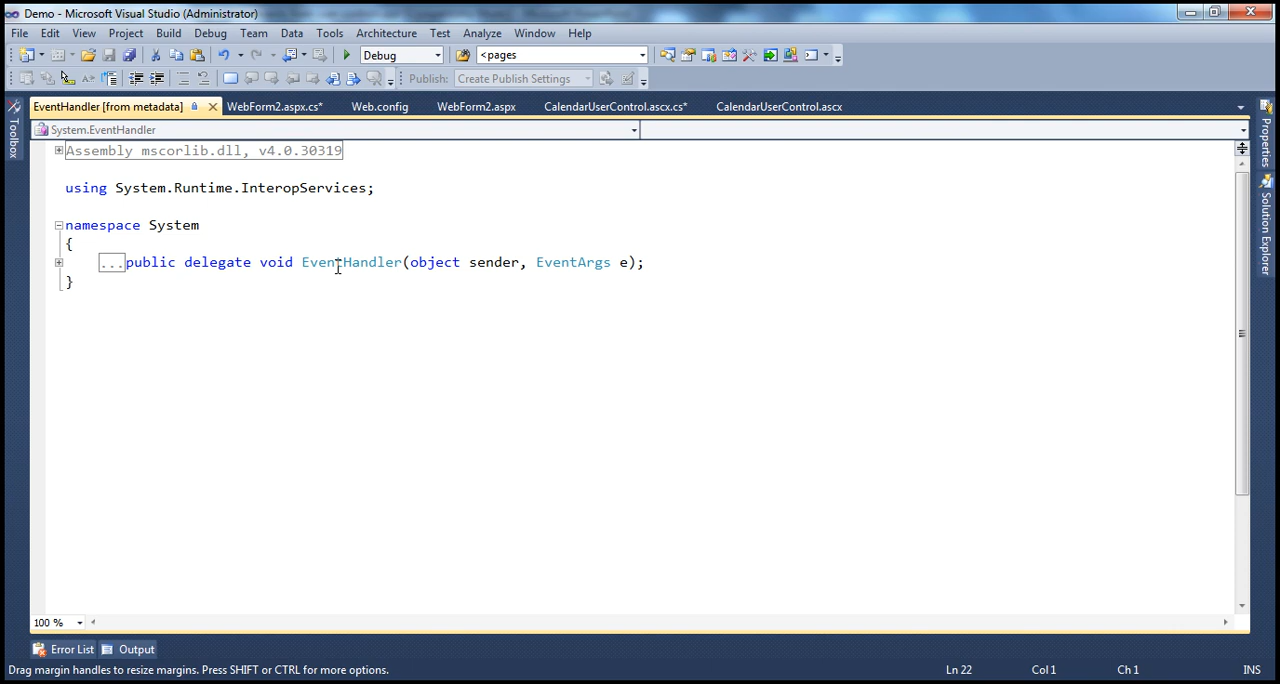 Demo - Microsoft Visual Studio (Administrator)
File Edit View Project Build Debug Team Data Tools Architecture Test Analyze Window Help
Debug <pages
Publish: Create Publish Settings
EventHandler [from metadata] WebForm2.aspx.cs* Web.config WebForm2.aspx CalendarUserControl.ascx.cs* CalendarUserControl.ascx
System.EventHandler
Assembly mscorlib.dll, v4.0.30319
using System.Runtime.InteropServices;
namespace System
{
...public delegate void EventHandler(object sender, EventArgs e);
}
100 %
Error List Output
Drag margin handles to resize margins. Press SHIFT or CTRL for more options. Ln 22 Col 1 Ch 1 INS
Toolbox
Properties
Solution Explorer